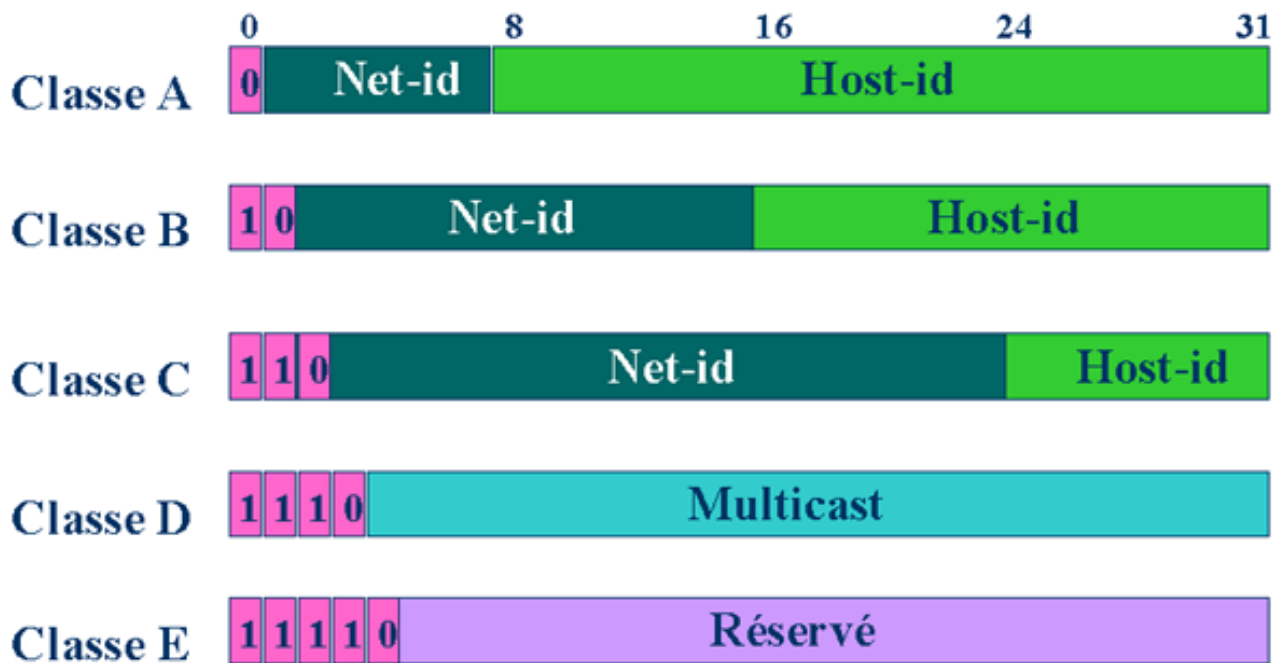 0 8 16 24 31
Classe A 0 Net-id Host-id
Classe B 1 0 Net-id Host-id
Classe C 1 1 0 Net-id Host-id
Classe D 1 1 1 0 Multicast
Classe E 1 1 1 1 0 Réservé